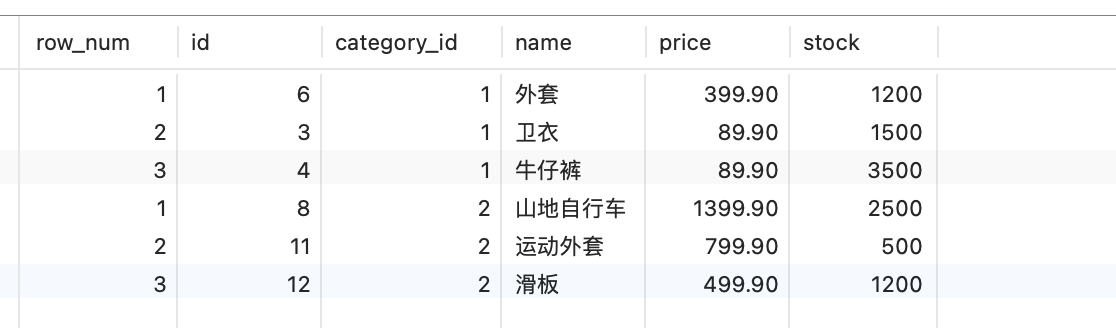 row_num id category_id name price stock
1 6 1 外套 399.90 1200
2 3 1 卫衣 89.90 1500
3 4 1 牛仔裤 89.90 3500
1 8 2 山地自行车 1399.90 2500
2 11 2 运动外套 799.90 500
3 12 2 滑板 499.90 1200